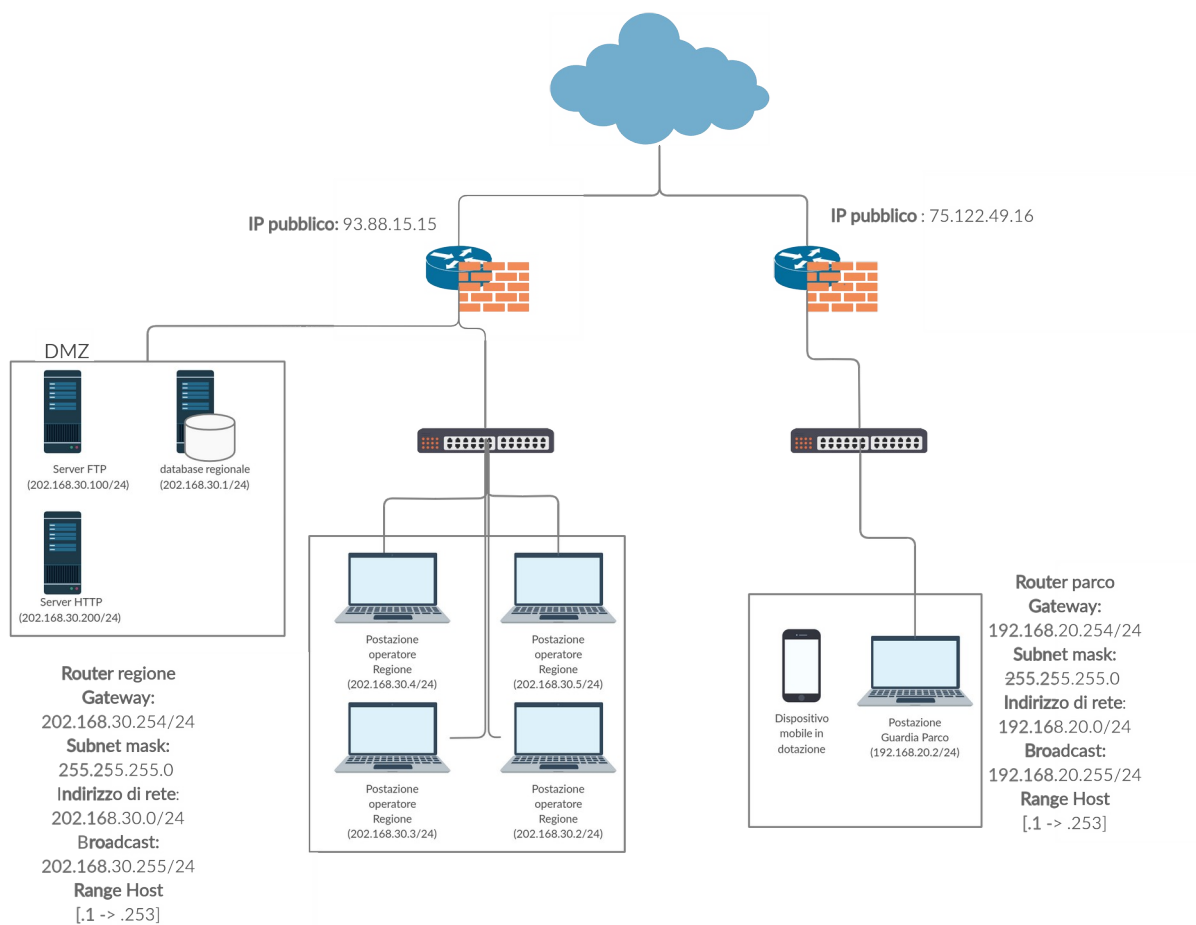 IP pubblico: 93.88.15.15
IP pubblico : 75.122.49.16
DMZ
Server FTP
(202.168.30.100/24)
database regionale
(202.168.30.1/24)
Server HTTP
(202.168.30.200/24)
Router regione
Gateway:
202.168.30.254/24
Subnet mask:
255.255.255.0
Indirizzo di rete:
202.168.30.0/24
Broadcast:
202.168.30.255/24
Range Host
[.1 -> .253]
Postazione
operatore
Regione
(202.168.30.4/24)
Postazione
operatore
Regione
(202.168.30.5/24)
Postazione
operatore
Regione
(202.168.30.3/24)
Postazione
operatore
Regione
(202.168.30.2/24)
Dispositivo
mobile in
dotazione
Postazione
Guardia Parco
(192.168.20.2/24)
Router parco
Gateway:
192.168.20.254/24
Subnet mask:
255.255.255.0
Indirizzo di rete:
192.168.20.0/24
Broadcast:
192.168.20.255/24
Range Host
[.1 -> .253]